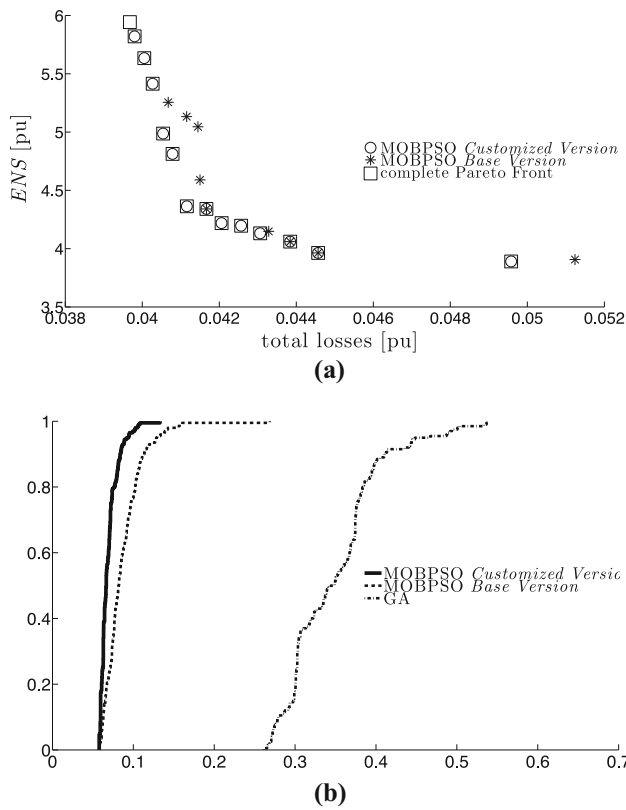 6
5.5
5
4.5
4
3.5
ENS [pu]
MOBPSO Customized Version
MOBPSO Base Version
complete Pareto Front
0.038 0.04 0.042 0.044 0.046 0.048 0.05 0.052
total losses [pu]
(a)
1
0.8
0.6
0.4
0.2
0
MOBPSO Customized Versic
MOBPSO Base Version
GA
0 0.1 0.2 0.3 0.4 0.5 0.6 0.7
(b)